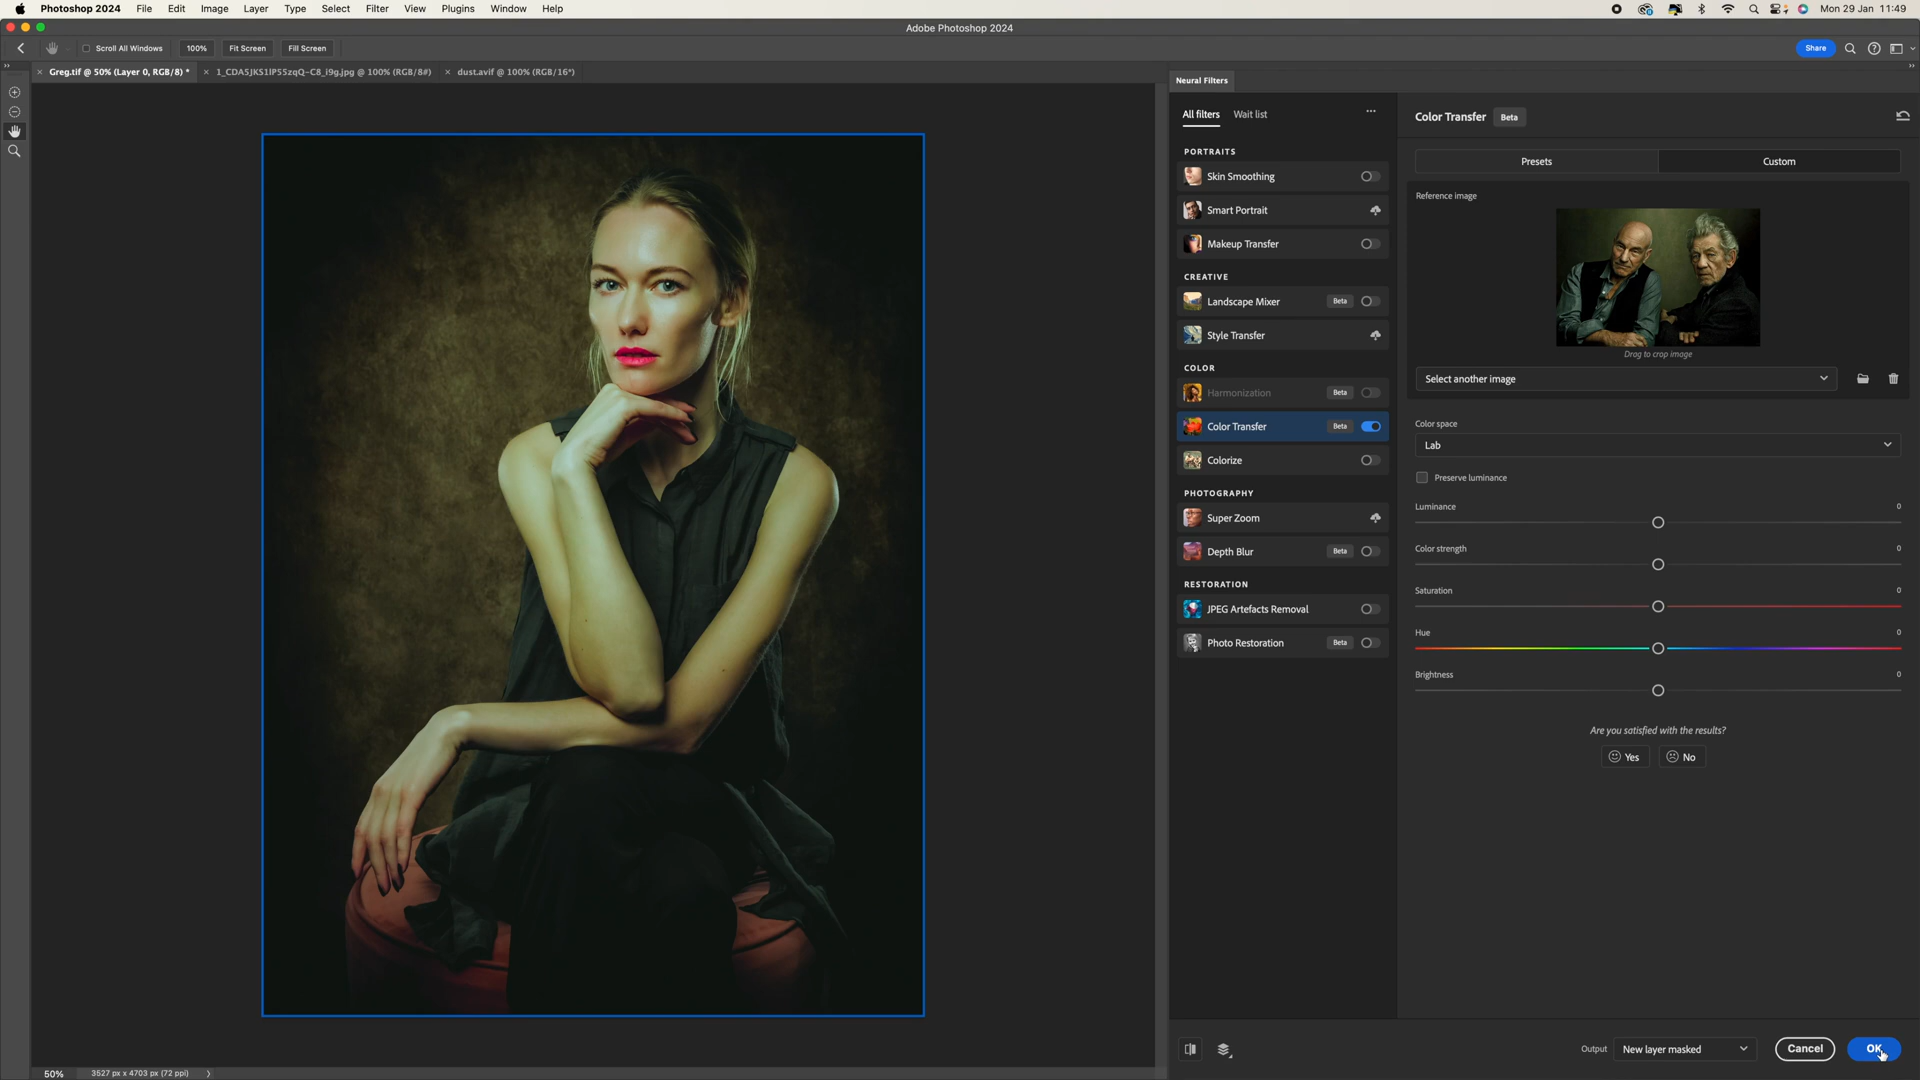 Photoshop 2024 File Edit Image Layer Type Select Filter View Plugins Window Help Mon 29 Jan 11:49
Adobe Photoshop 2024
Scroll All Windows 100% Fit Screen Fill Screen Share
Greg.tif @ 50% (Layer 0, RGB/8) * 1_CDA5JKS1lP55zqQ-C8_i9g.jpg @ 100% (RGB/8#) dust.avif @ 100% (RGB/16*)
Neural Filters
All filters Wait list
PORTRAITS
Skin Smoothing
Smart Portrait
Makeup Transfer
CREATIVE
Landscape Mixer Beta
Style Transfer
COLOR
Harmonization Beta
Color Transfer Beta
Colorize
PHOTOGRAPHY
Super Zoom
Depth Blur Beta
RESTORATION
JPEG Artefacts Removal
Photo Restoration Beta
Color Transfer Beta
Presets Custom
Reference image
Drag to crop image
Select another image
Color space
Lab
Preserve luminance
Luminance 0
Color strength 0
Saturation 0
Hue 0
Brightness 0
Are you satisfied with the results?
Yes No
Output New layer masked Cancel OK
50% 3527 px x 4703 px (72 ppi)